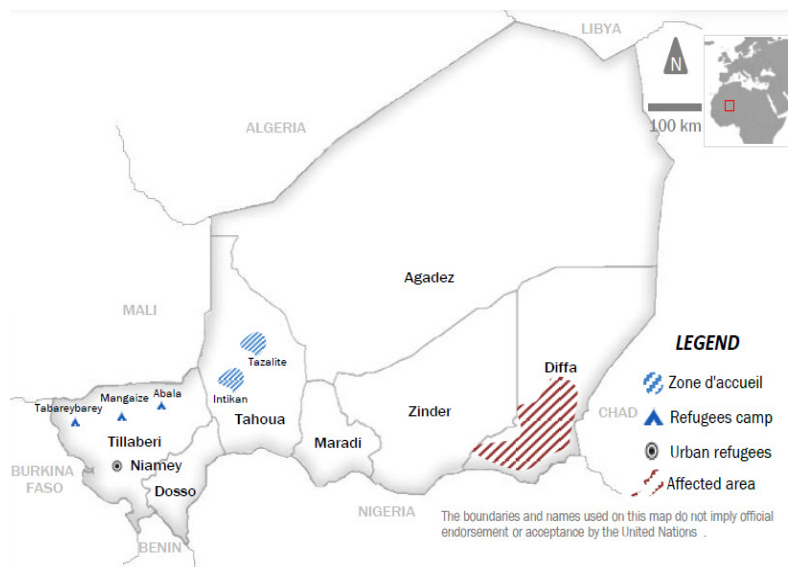 LIBYA
N
100 km
ALGERIA
Agadez
MALI
Tazalite
Intikan
Tahoua
Abala
Mangaize
Tabareybarey
Tillaberi
Niamey
Dosso
Maradi
Zinder
Diffa
CHAD
BURKINA
FASO
BENIN
NIGERIA
LEGEND
Zone d'accueil
Refugees camp
Urban refugees
Affected area
The boundaries and names used on this map do not imply official
endorsement or acceptance by the United Nations .